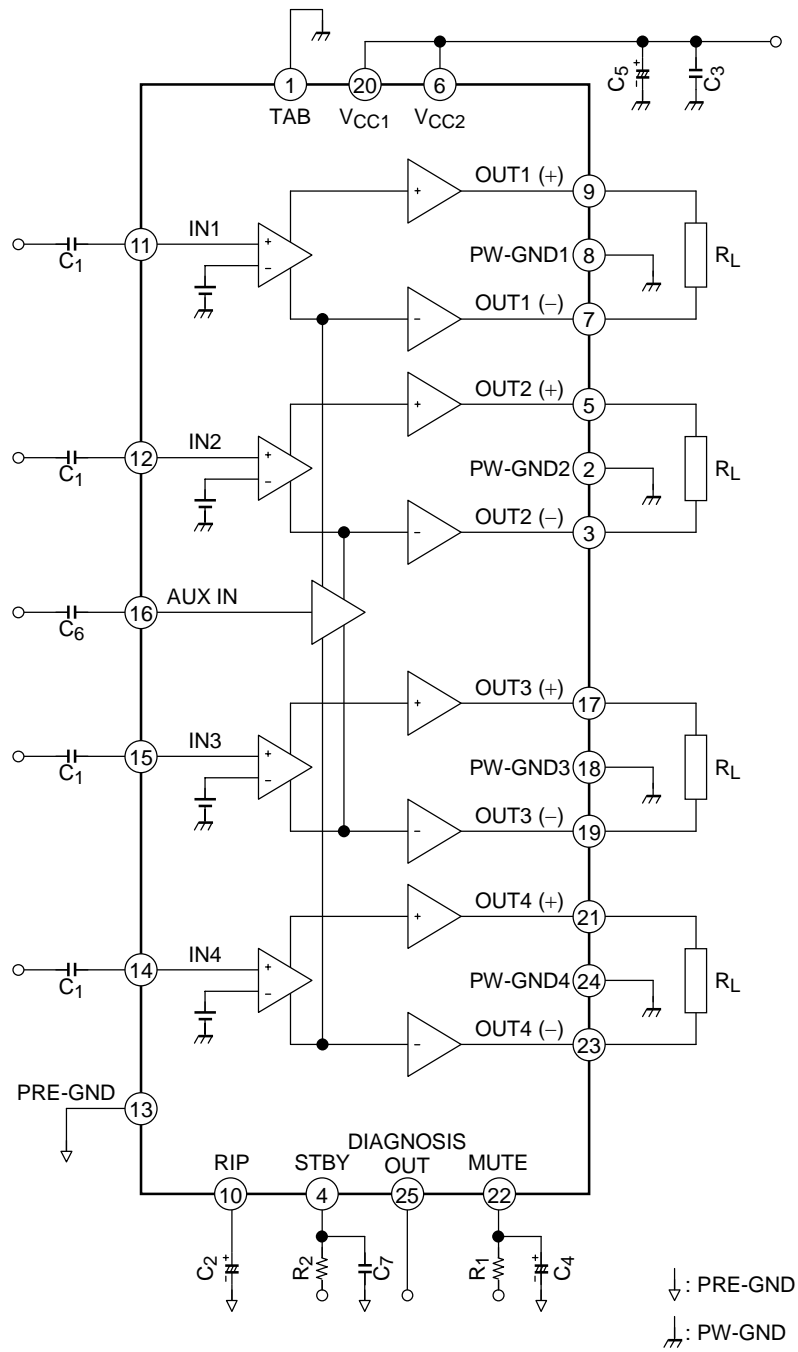 C5
C3
1
20
6
TAB
VCC1
VCC2
+
-
OUT1 (+)
9
+
C1
11
IN1
+
−
PW-GND1
8
RL
OUT1 (−)
7
−
OUT2 (+)
5
+
C1
12
IN2
+
−
PW-GND2
2
RL
OUT2 (−)
3
−
C6
16
AUX IN
OUT3 (+)
17
+
C1
15
IN3
+
−
PW-GND3
18
RL
OUT3 (−)
19
−
OUT4 (+)
21
+
C1
14
IN4
+
−
PW-GND4
24
RL
OUT4 (−)
23
−
PRE-GND
13
RIP
STBY
DIAGNOSIS
OUT
MUTE
10
4
25
22
C2
+
-
R2
C7
R1
+
-
C4
: PRE-GND
: PW-GND